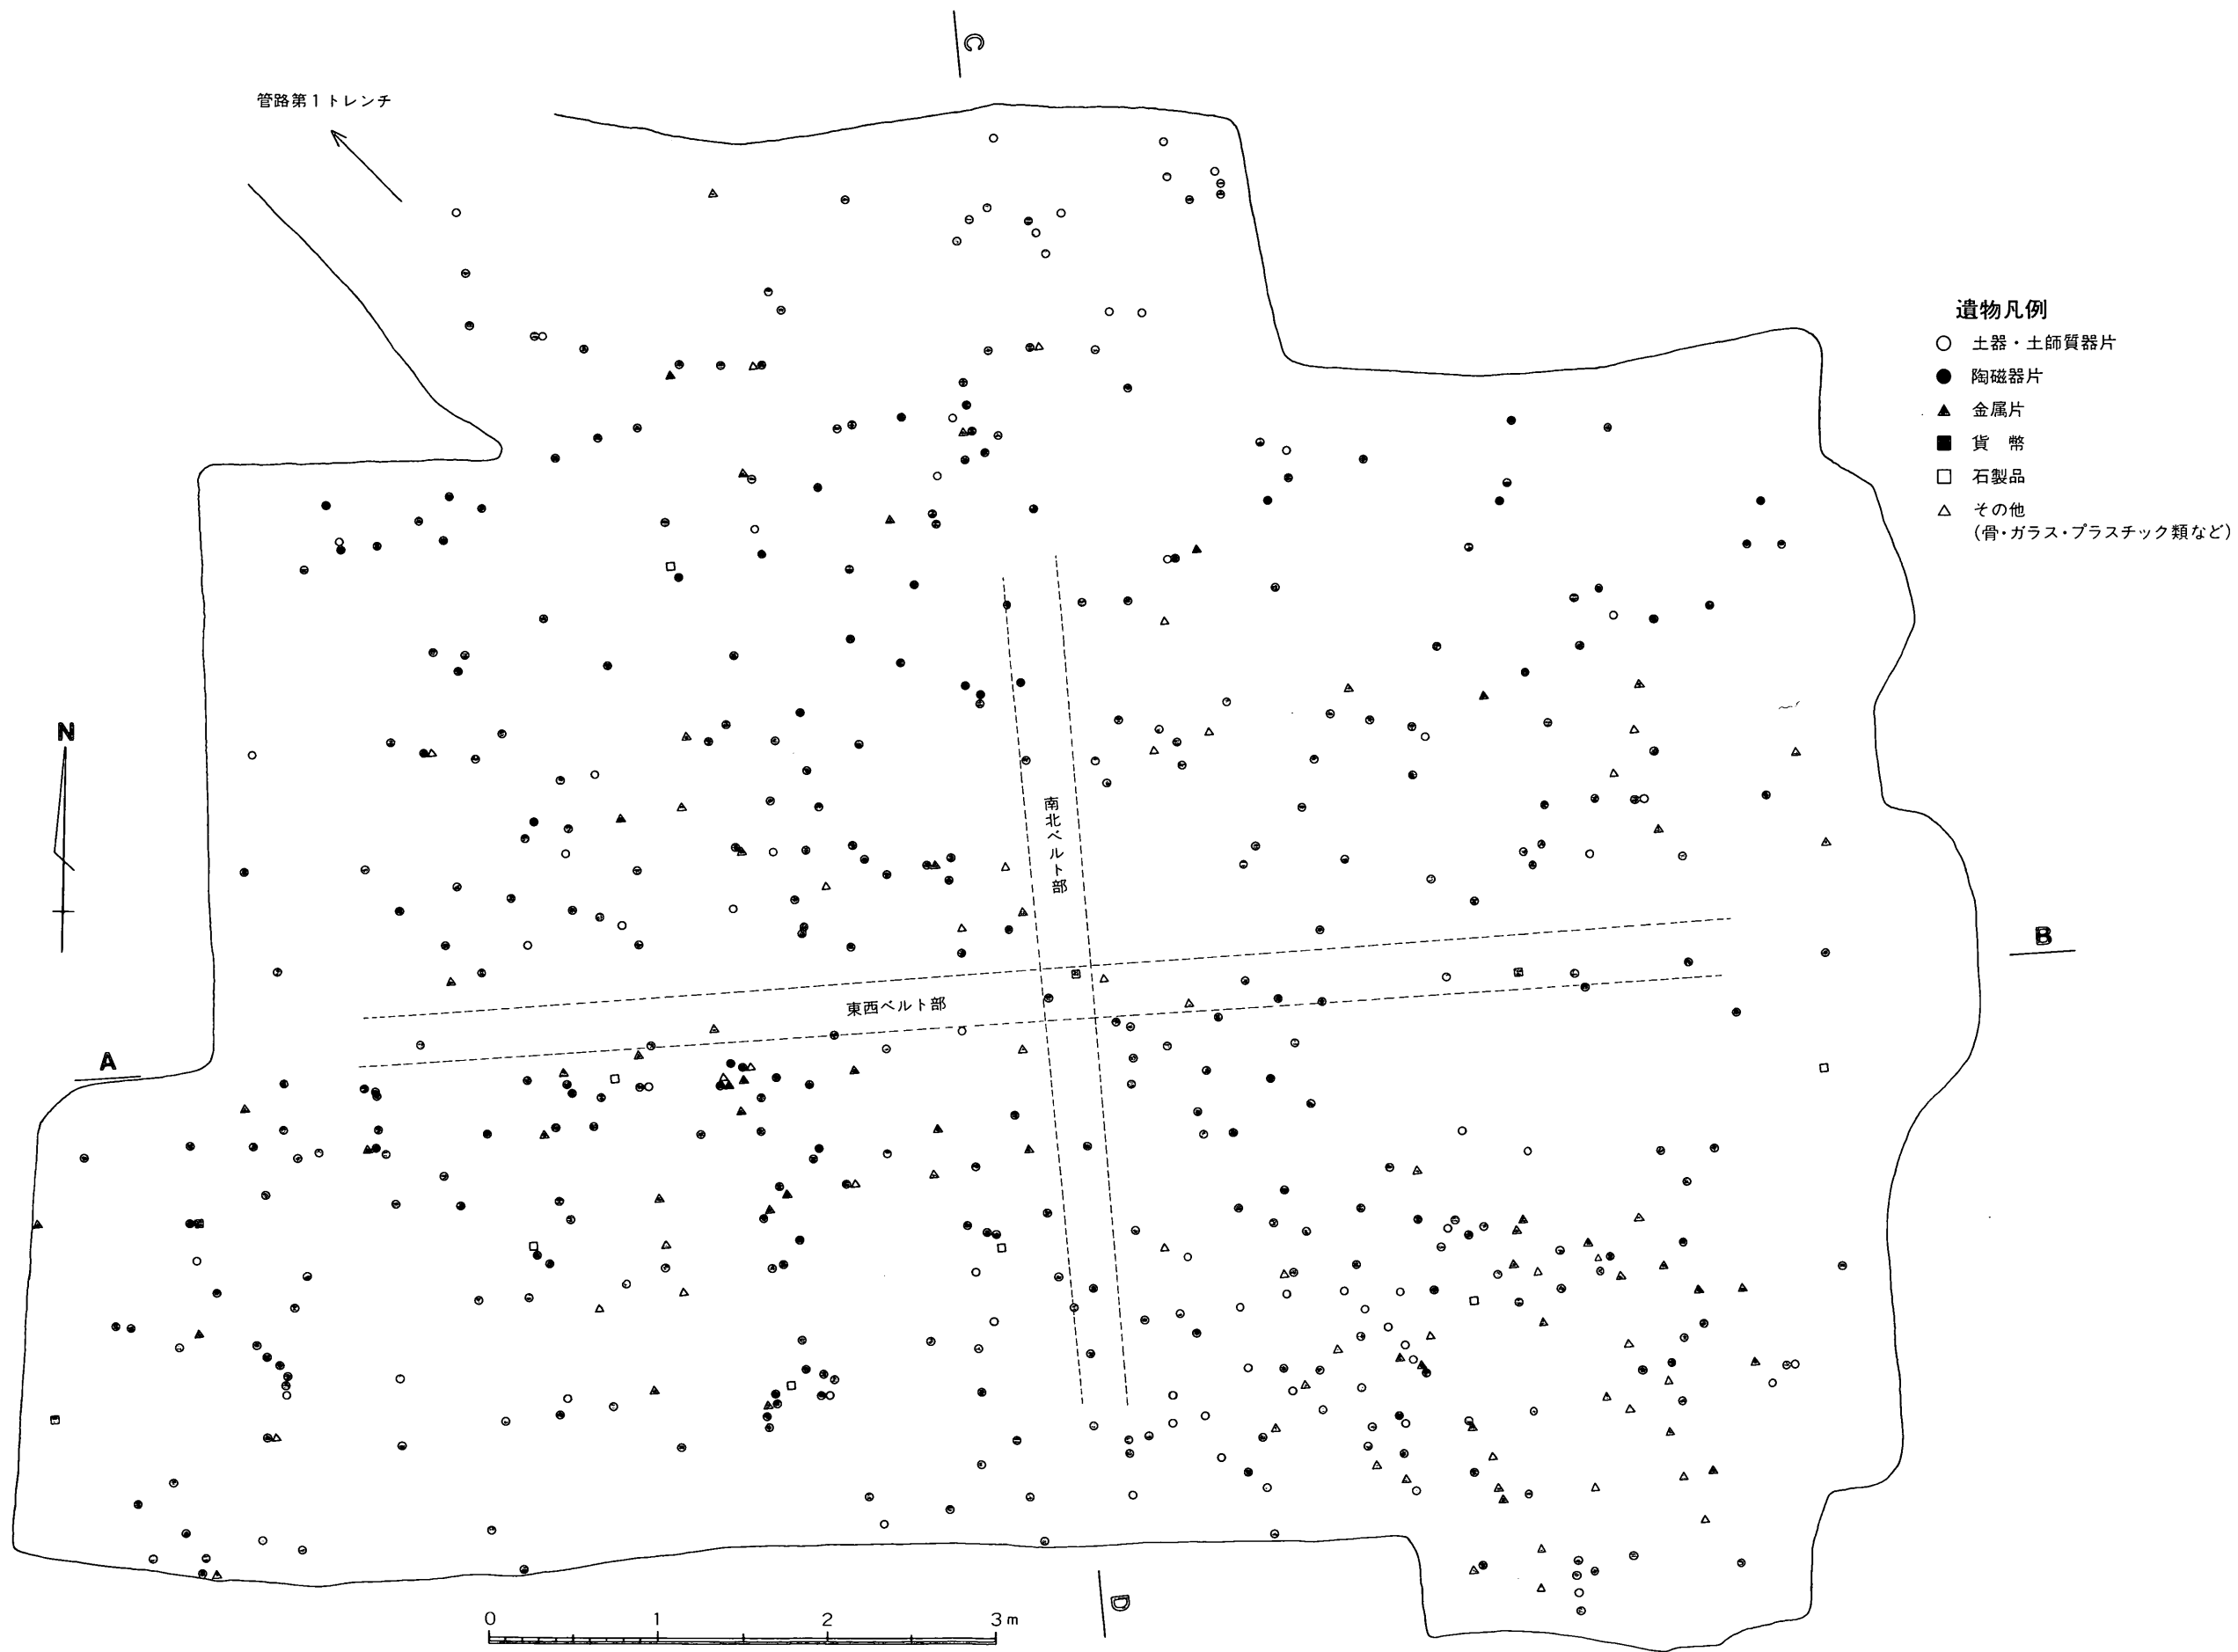 C
管路第1トレンチ
遺物凡例
○ 土器・土師質器片
● 陶磁器片
▲ 金属片
■ 貨 幣
□ 石製品
△ その他
(骨・ガラス・プラスチック類など)
N
南北ベルト部
B
東西ベルト部
A
D
0 1 2 3m